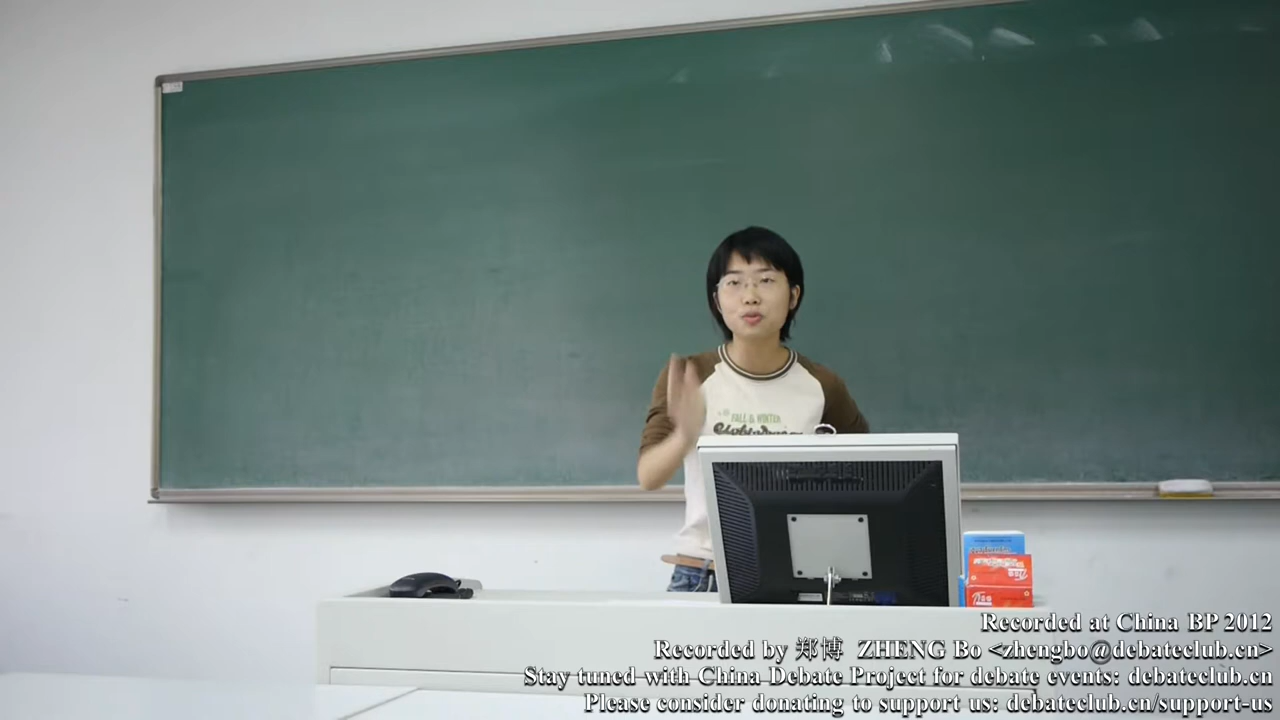 FALL & WINTER
Recorded at China BP 2012
Recorded by 郑博 ZHENG Bo <zhengbo@debateclub.cn>
Stay tuned with China Debate Project for debate events: debateclub.cn
Please consider donating to support us: debateclub.cn/support-us